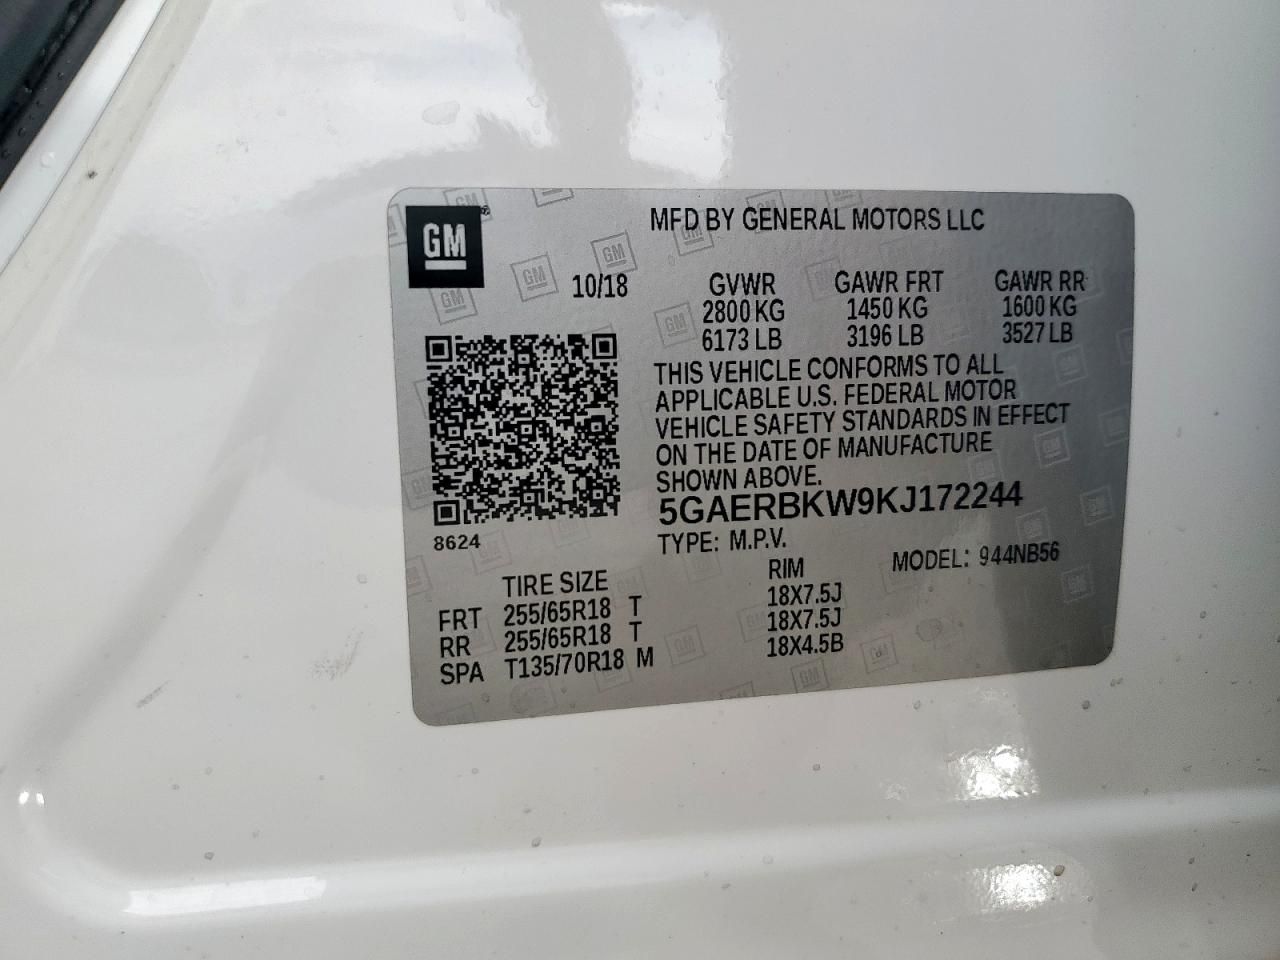 GM®
MFD BY GENERAL MOTORS LLC
10/18 GVWR GAWR FRT GAWR RR
2800 KG 1450 KG 1600 KG
6173 LB 3196 LB 3527 LB
THIS VEHICLE CONFORMS TO ALL
APPLICABLE U.S. FEDERAL MOTOR
VEHICLE SAFETY STANDARDS IN EFFECT
ON THE DATE OF MANUFACTURE
SHOWN ABOVE.
5GAERBKW9KJ172244
8624
TYPE: M.P.V. MODEL: 944NB56
TIRE SIZE RIM
FRT 255/65R18 T 18X7.5J
RR 255/65R18 T 18X7.5J
SPA T135/70R18 M 18X4.5B